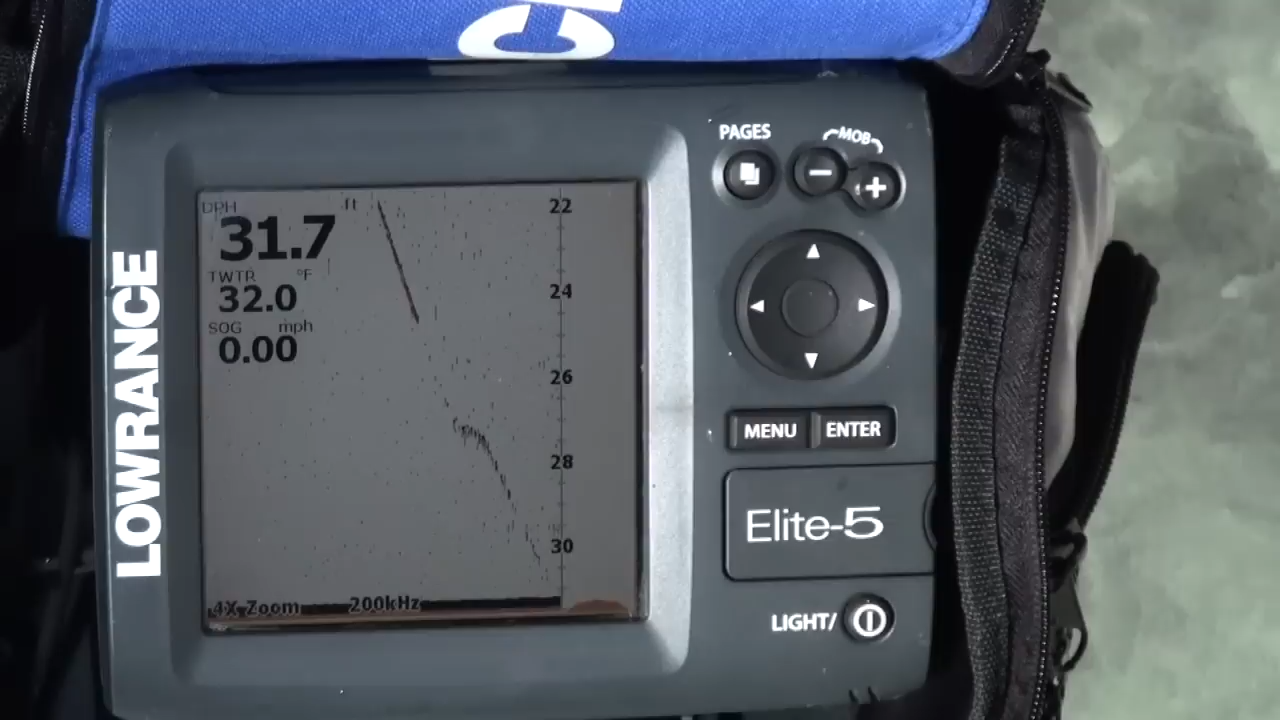 LOWRANCE
DPH ft
31.7
TWTR °F
32.0
SOG mph
0.00
22
24
26
28
30
4X Zoom 200kHz
PAGES
MOB
MENU ENTER
Elite-5
LIGHT/